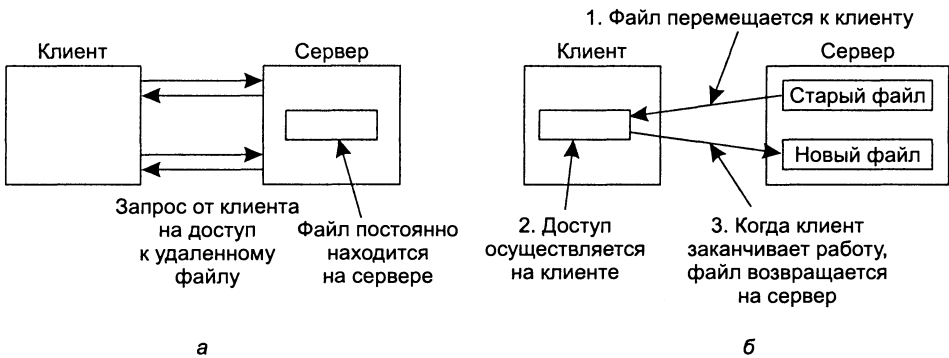 Клиент
Сервер
Запрос от клиента
на доступ
к удаленному
файлу
Файл постоянно
находится
на сервере
а
1. Файл перемещается к клиенту
Клиент
Сервер
Старый файл
Новый файл
2. Доступ
осуществляется
на клиенте
3. Когда клиент
заканчивает работу,
файл возвращается
на сервер
б